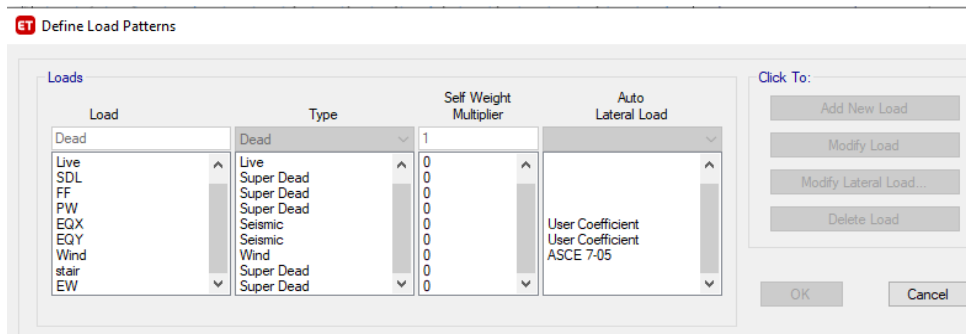 ET Define Load Patterns
Loads
Click To:
Load Type Self Weight Multiplier Auto Lateral Load
Dead Dead 1
Live Live 0
SDL Super Dead 0
FF Super Dead 0
PW Super Dead 0
EQX Seismic 0 User Coefficient
EQY Seismic 0 User Coefficient
Wind Wind 0 ASCE 7-05
stair Super Dead 0
EW Super Dead 0
Add New Load
Modify Load
Modify Lateral Load...
Delete Load
OK Cancel